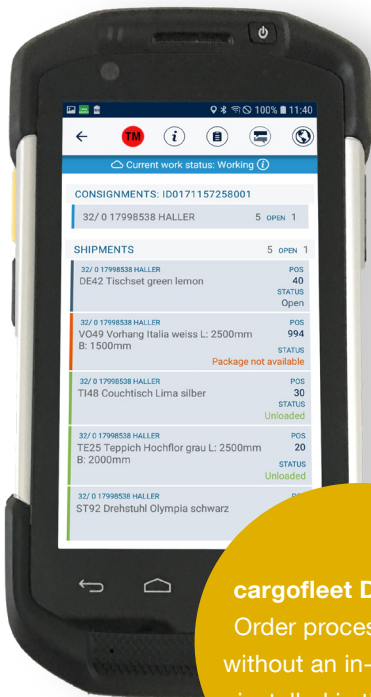 100% 11:40
TM i
Current work status: Working i
CONSIGNMENTS: ID0171157258001
32/ 0 17998538 HALLER 5 OPEN 1
SHIPMENTS 5 OPEN 1
32/ 0 17998538 HALLER POS
DE42 Tischset green lemon 40
STATUS
Open
32/ 0 17998538 HALLER POS
VO49 Vorhang Italia weiss L: 2500mm 994
B: 1500mm STATUS
Package not available
32/ 0 17998538 HALLER POS
TI48 Couchtisch Lima silber 30
STATUS
Unloaded
32/ 0 17998538 HALLER POS
TE25 Teppich Hochflor grau L: 2500mm 20
B: 2000mm STATUS
Unloaded
32/ 0 17998538 HALLER
ST92 Drehstuhl Olympia schwarz
cargofleet D
Order proces
without an in-